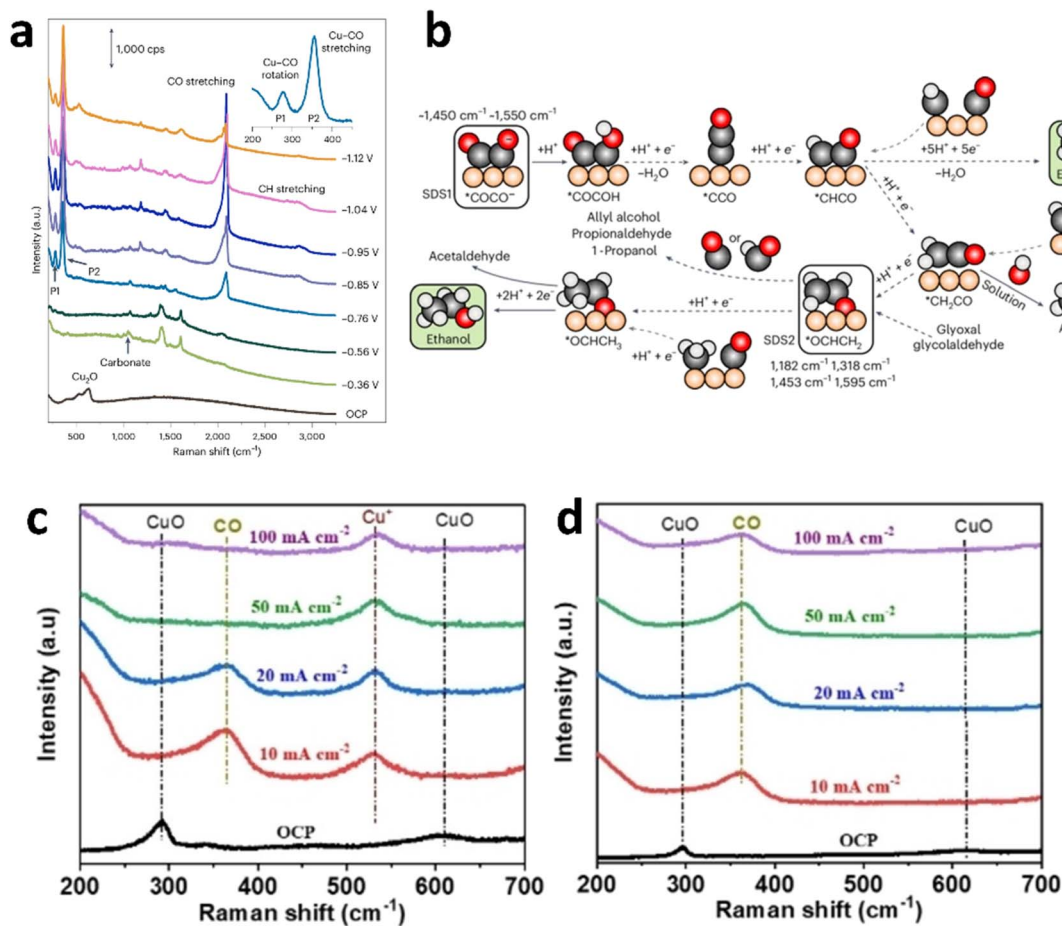 a
1,000 cps
Cu–CO
stretching
Cu–CO
rotation
P1
P2
200
300
400
CO stretching
CH stretching
–1.12 V
–1.04 V
–0.95 V
–0.85 V
–0.76 V
–0.56 V
–0.36 V
OCP
P2
P1
Carbonate
Cu2O
Intensity (a.u.)
500
1,000
1,500
2,000
2,500
3,000
Raman shift (cm–1)
b
-1,450 cm–1 -1,550 cm–1
SDS1
*COCO–
+H+
*COCOH
+H+ + e–
–H2O
*CCO
+H+ + e–
*CHCO
+5H+ + 5e–
–H2O
+H+ + e–
*CH2CO
Solution
+H+ + e–
Allyl alcohol
Propionaldehyde
1-Propanol
or
Acetaldehyde
+2H+ + 2e–
Ethanol
*OCHCH3
+H+ + e–
+H+ + e–
SDS2
*OCHCH2
1,182 cm–1 1,318 cm–1
1,453 cm–1 1,595 cm–1
Glyoxal
glycolaldehyde
c
CuO
CO
Cu+
CuO
100 mA cm–2
50 mA cm–2
20 mA cm–2
10 mA cm–2
OCP
Intensity (a.u)
200
300
400
500
600
700
Raman shift (cm-1)
d
CuO
CO
CuO
100 mA cm–2
50 mA cm–2
20 mA cm–2
10 mA cm–2
OCP
Intensity (a.u.)
200
300
400
500
600
700
Raman shift (cm-1)